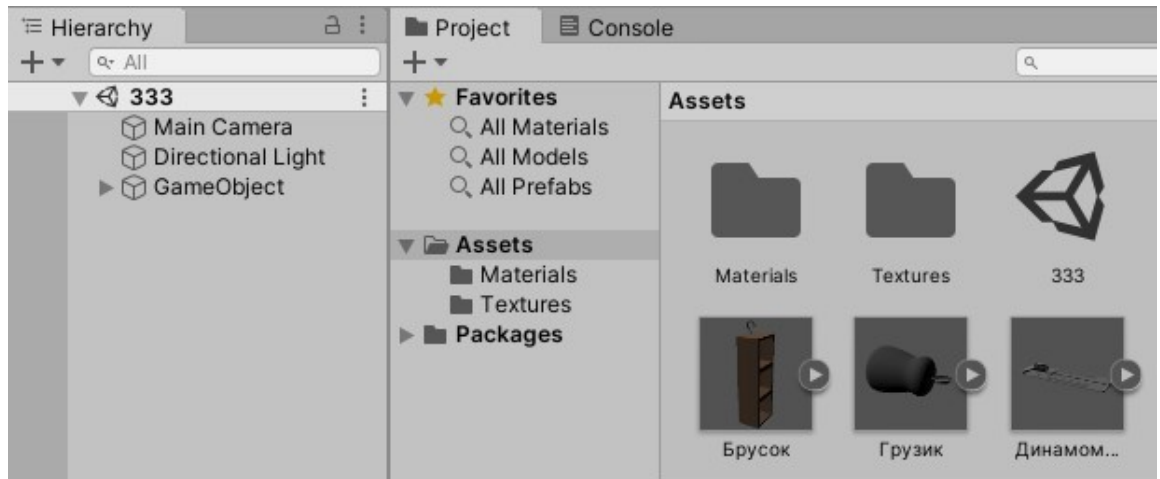 Hierarchy
All
333
Main Camera
Directional Light
GameObject
Project
Console
Favorites
All Materials
All Models
All Prefabs
Assets
Materials
Textures
Packages
Assets
Materials Textures 333
Брусок Грузик Динамом...